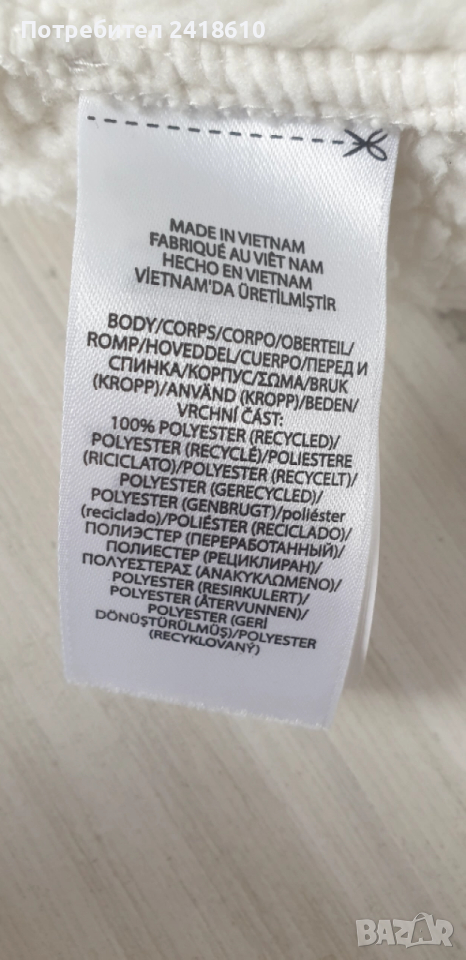 Потребител 2418610
MADE IN VIETNAM
FABRIQUÉ AU VIÊT NAM
HECHO EN VIETNAM
VİETNAM'DA ÜRETİLMİŞTİR
BODY/CORPS/CORPO/OBERTEIL/
ROMP/HOVEDDEL/CUERPO/ПЕРЕД И
СПИНКА/КОРПУС/ΣΩΜΑ/BRUK
(KROPP)/ANVÄND (KROPP)/BEDEN/
VRCHNÍ ČÁST:
100% POLYESTER (RECYCLED)/
POLYESTER (RECYCLÉ)/POLIESTERE
(RICICLATO)/POLYESTER (RECYCELT)/
POLYESTER (GERECYCLED)/
POLYESTER (GENBRUGT)/poliéster
(reciclado)/POLIÉSTER (RECICLADO)/
ПОЛИЭСТЕР (ПЕРЕРАБОТАННЫЙ)/
ПОЛИЕСТЕР (РЕЦИКЛИРАН)/
ΠΟΛΥΕΣΤΕΡΑΣ (ΑΝΑΚΥΚΛΩΜΕΝΟ)/
POLYESTER (RESIRKULERT)/
POLYESTER (ÅTERVUNNEN)/
POLYESTER (GERİ
DÖNÜŞTÜRÜLMÜŞ)/POLYESTER
(RECYKLOVANÝ)
BAZAR